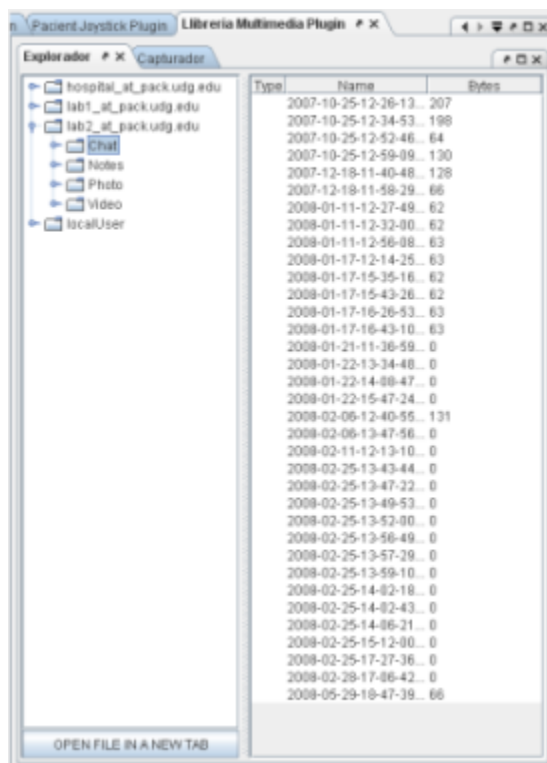 n Pacient Joystick Plugin Llibreria Multimedia Plugin
Explorador Capturador
hospital_at_pack.udg.edu
lab1_at_pack.udg.edu
lab2_at_pack.udg.edu
Chat
Notes
Photo
Video
localUser
OPEN FILE IN A NEW TAB
Type Name Bytes
2007-10-25-12-26-13... 207
2007-10-25-12-34-53... 198
2007-10-25-12-52-46... 64
2007-10-25-12-59-09... 130
2007-12-18-11-40-48... 128
2007-12-18-11-58-29... 66
2008-01-11-12-27-49... 62
2008-01-11-12-32-00... 62
2008-01-11-12-56-08... 63
2008-01-17-12-14-25... 63
2008-01-17-15-35-16... 62
2008-01-17-15-43-26... 62
2008-01-17-16-26-53... 63
2008-01-17-16-43-10... 63
2008-01-21-11-36-59... 0
2008-01-22-13-34-48... 0
2008-01-22-14-08-47... 0
2008-01-22-15-47-24... 0
2008-02-06-12-40-55... 131
2008-02-06-13-47-56... 0
2008-02-11-12-13-10... 0
2008-02-25-13-43-44... 0
2008-02-25-13-47-22... 0
2008-02-25-13-49-53... 0
2008-02-25-13-52-00... 0
2008-02-25-13-56-49... 0
2008-02-25-13-57-29... 0
2008-02-25-13-59-10... 0
2008-02-25-14-02-18... 0
2008-02-25-14-02-43... 0
2008-02-25-14-06-21... 0
2008-02-25-15-12-00... 0
2008-02-25-17-27-36... 0
2008-02-28-17-06-42... 0
2008-05-29-18-47-39... 66